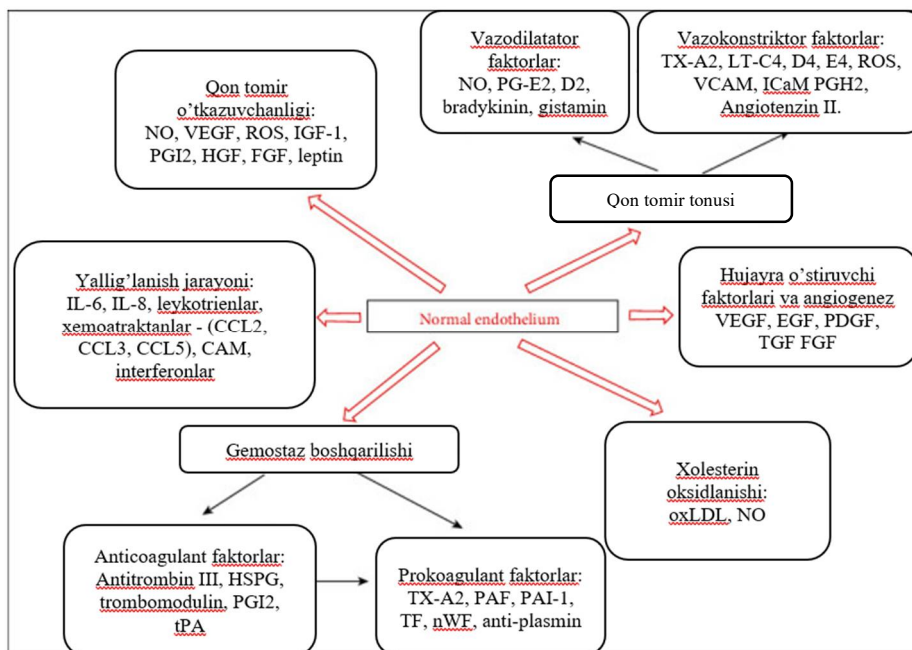 Vazodilatator
faktorlar:
NO, PG-E2, D2,
bradykinin, gistamin
Vazokonstriktor faktorlar:
TX-A2, LT-C4, D4, E4, ROS,
VCAM, ICaM PGH2,
Angiotenzin II.
Qon tomir
o’tkazuvchanligi:
NO, VEGF, ROS, IGF-1,
PGI2, HGF, FGF, leptin
Qon tomir tonusi
Yallig’lanish jarayoni:
IL-6, IL-8, leykotrienlar,
xemoatraktanlar - (CCL2,
CCL3, CCL5), CAM,
interferonlar
Normal endothelium
Hujayra o’stiruvchi
faktorlari va angiogenez
VEGF, EGF, PDGF,
TGF FGF
Gemostaz boshqarilishi
Xolesterin
oksidlanishi:
oxLDL, NO
Anticoagulant faktorlar:
Antitrombin III, HSPG,
trombomodulin, PGI2,
tPA
Prokoagulant faktorlar:
TX-A2, PAF, PAI-1,
TF, nWF, anti-plasmin